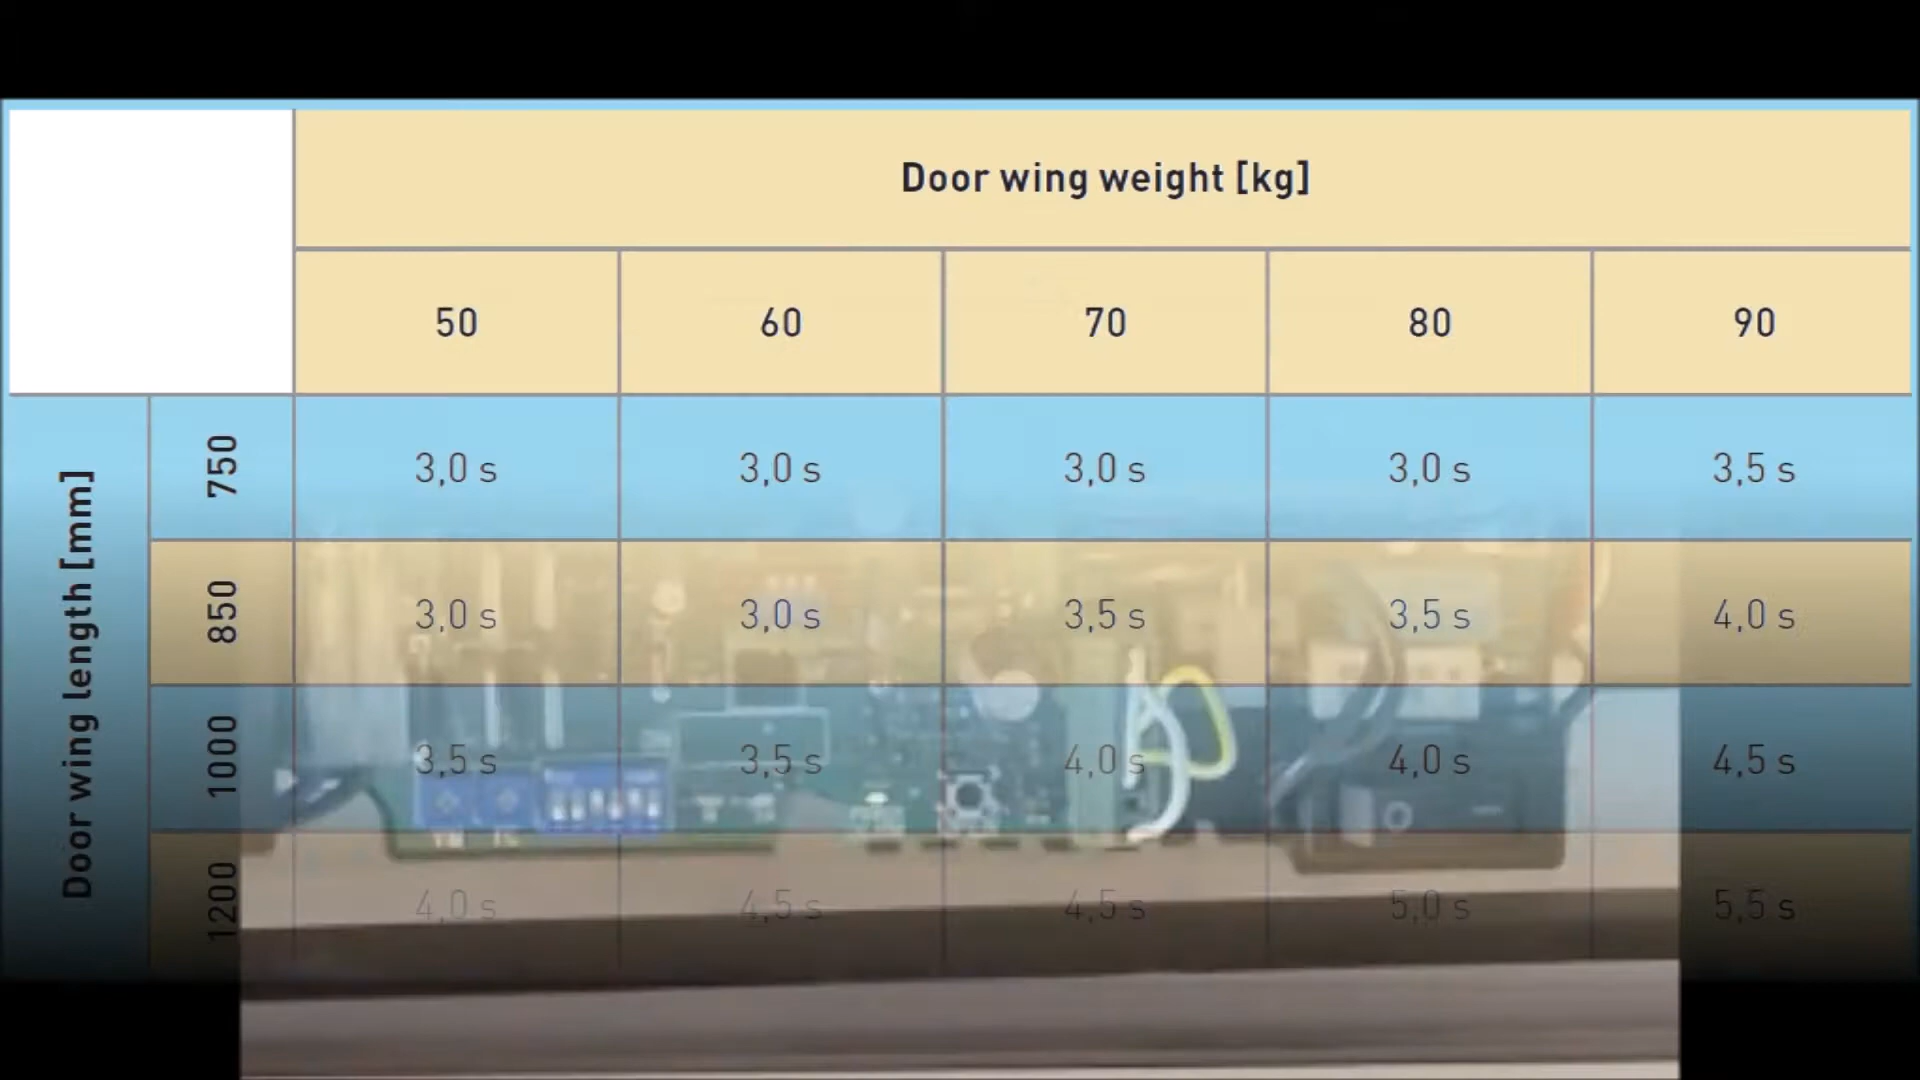 Door wing weight [kg]
50 60 70 80 90
Door wing length [mm]
750 3,0 s 3,0 s 3,0 s 3,0 s 3,5 s
850 3,0 s 3,0 s 3,5 s 3,5 s 4,0 s
1000 3,5 s 3,5 s 4,0 s 4,0 s 4,5 s
1200 4,0 s 4,5 s 4,5 s 5,0 s 5,5 s